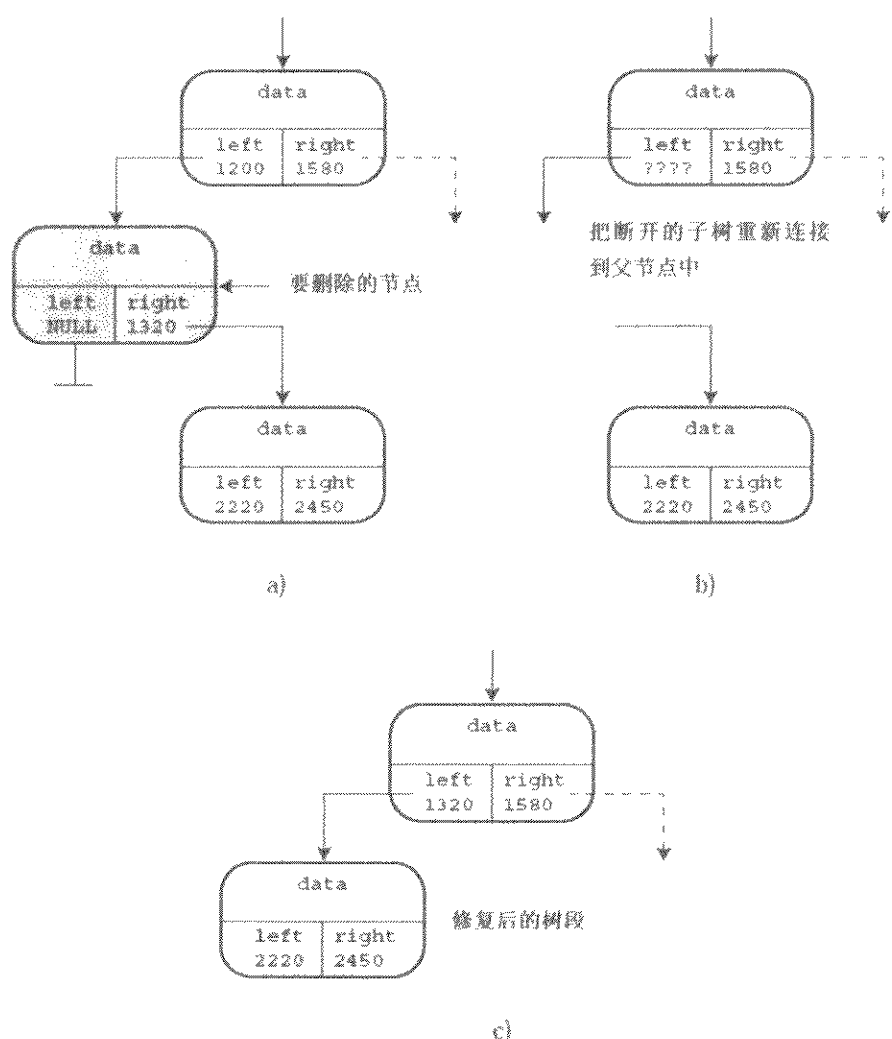 data
left right
1200 1580
data
left right
NULL 1320
要删除的节点
data
left right
2220 2450
a)
data
left right
???? 1580
把断开的子树重新连接
到父节点中
data
left right
2220 2450
b)
data
left right
1320 1580
data
left right
2220 2450
修复后的树段
c)